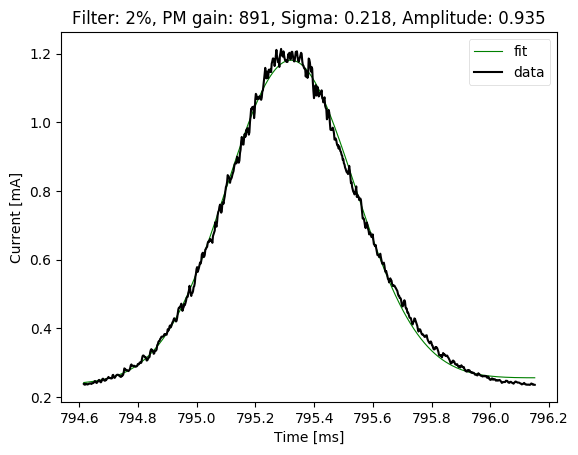 Filter: 2%, PM gain: 891, Sigma: 0.218, Amplitude: 0.935
fit
data
1.2
1.0
0.8
0.6
0.4
0.2
Current [mA]
794.6 794.8 795.0 795.2 795.4 795.6 795.8 796.0 796.2
Time [ms]